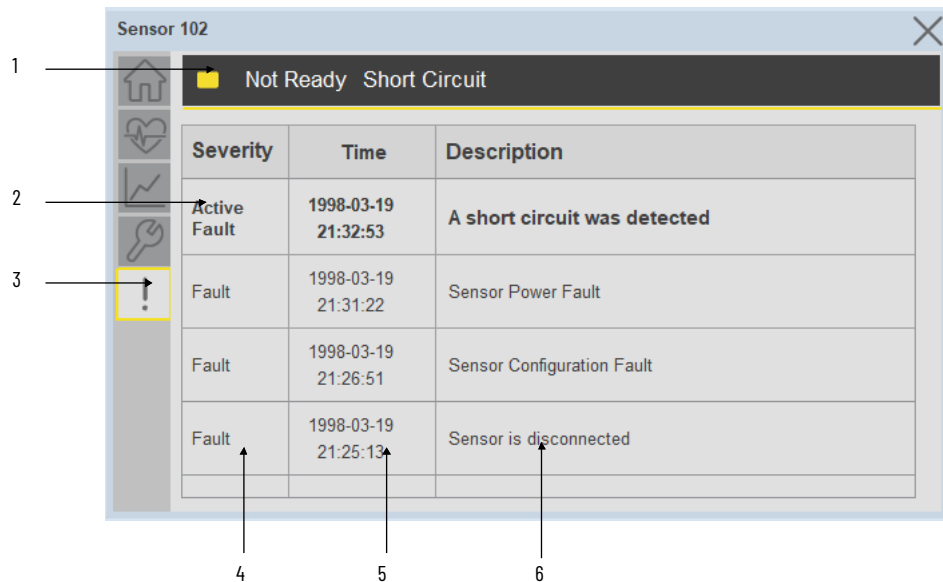 Sensor 102
1
Not Ready Short Circuit
Severity Time Description
2
Active Fault
1998-03-19
21:32:53
A short circuit was detected
3
Fault
1998-03-19
21:31:22
Sensor Power Fault
Fault
1998-03-19
21:26:51
Sensor Configuration Fault
Fault
1998-03-19
21:25:13
Sensor is disconnected
4 5 6